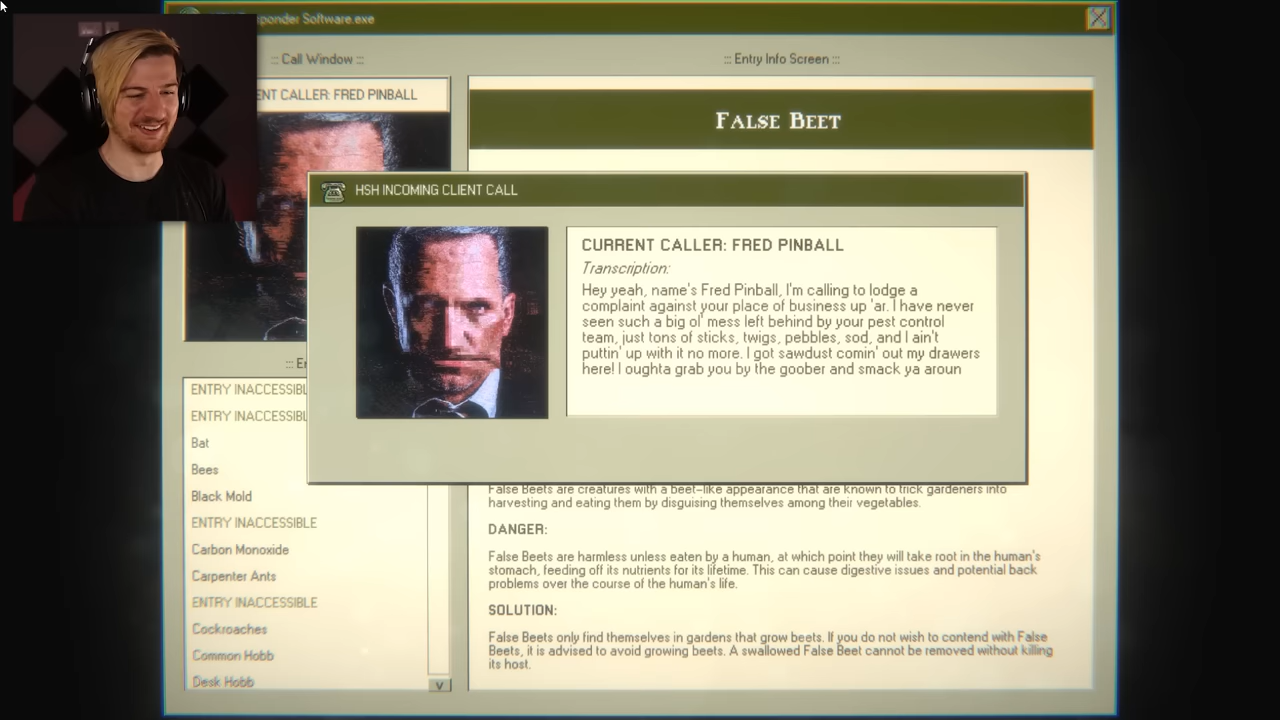 ponder Software.exe
::: Call Window :::
::: Entry Info Screen :::
ENT CALLER: FRED PINBALL
FALSE BEET
HSH INCOMING CLIENT CALL
CURRENT CALLER: FRED PINBALL
Transcription:
Hey yeah, name's Fred Pinball, I'm calling to lodge a
complaint against your place of business up 'ar. I have never
seen such a big ol' mess left behind by your pest control
team, just tons of sticks, twigs, pebbles, sod, and I ain't
puttin' up with it no more. I got sawdust comin' out my drawers
here! I oughta grab you by the goober and smack ya aroun
::: E
ENTRY INACCESSIBL
ENTRY INACCESSIBL
Bat
Bees
Black Mold
ENTRY INACCESSIBLE
Carbon Monoxide
Carpenter Ants
ENTRY INACCESSIBLE
Cockroaches
Common Hobb
Desk Hobb
V
False Beets are creatures with a beet-like appearance that are known to trick gardeners into
harvesting and eating them by disguising themselves among their vegetables.
DANGER:
False Beets are harmless unless eaten by a human, at which point they will take root in the human's
stomach, feeding off its nutrients for its lifetime. This can cause digestive issues and potential back
problems over the course of the human's life.
SOLUTION:
False Beets only find themselves in gardens that grow beets. If you do not wish to contend with False
Beets, it is advised to avoid growing beets. A swallowed False Beet cannot be removed without killing
its host.